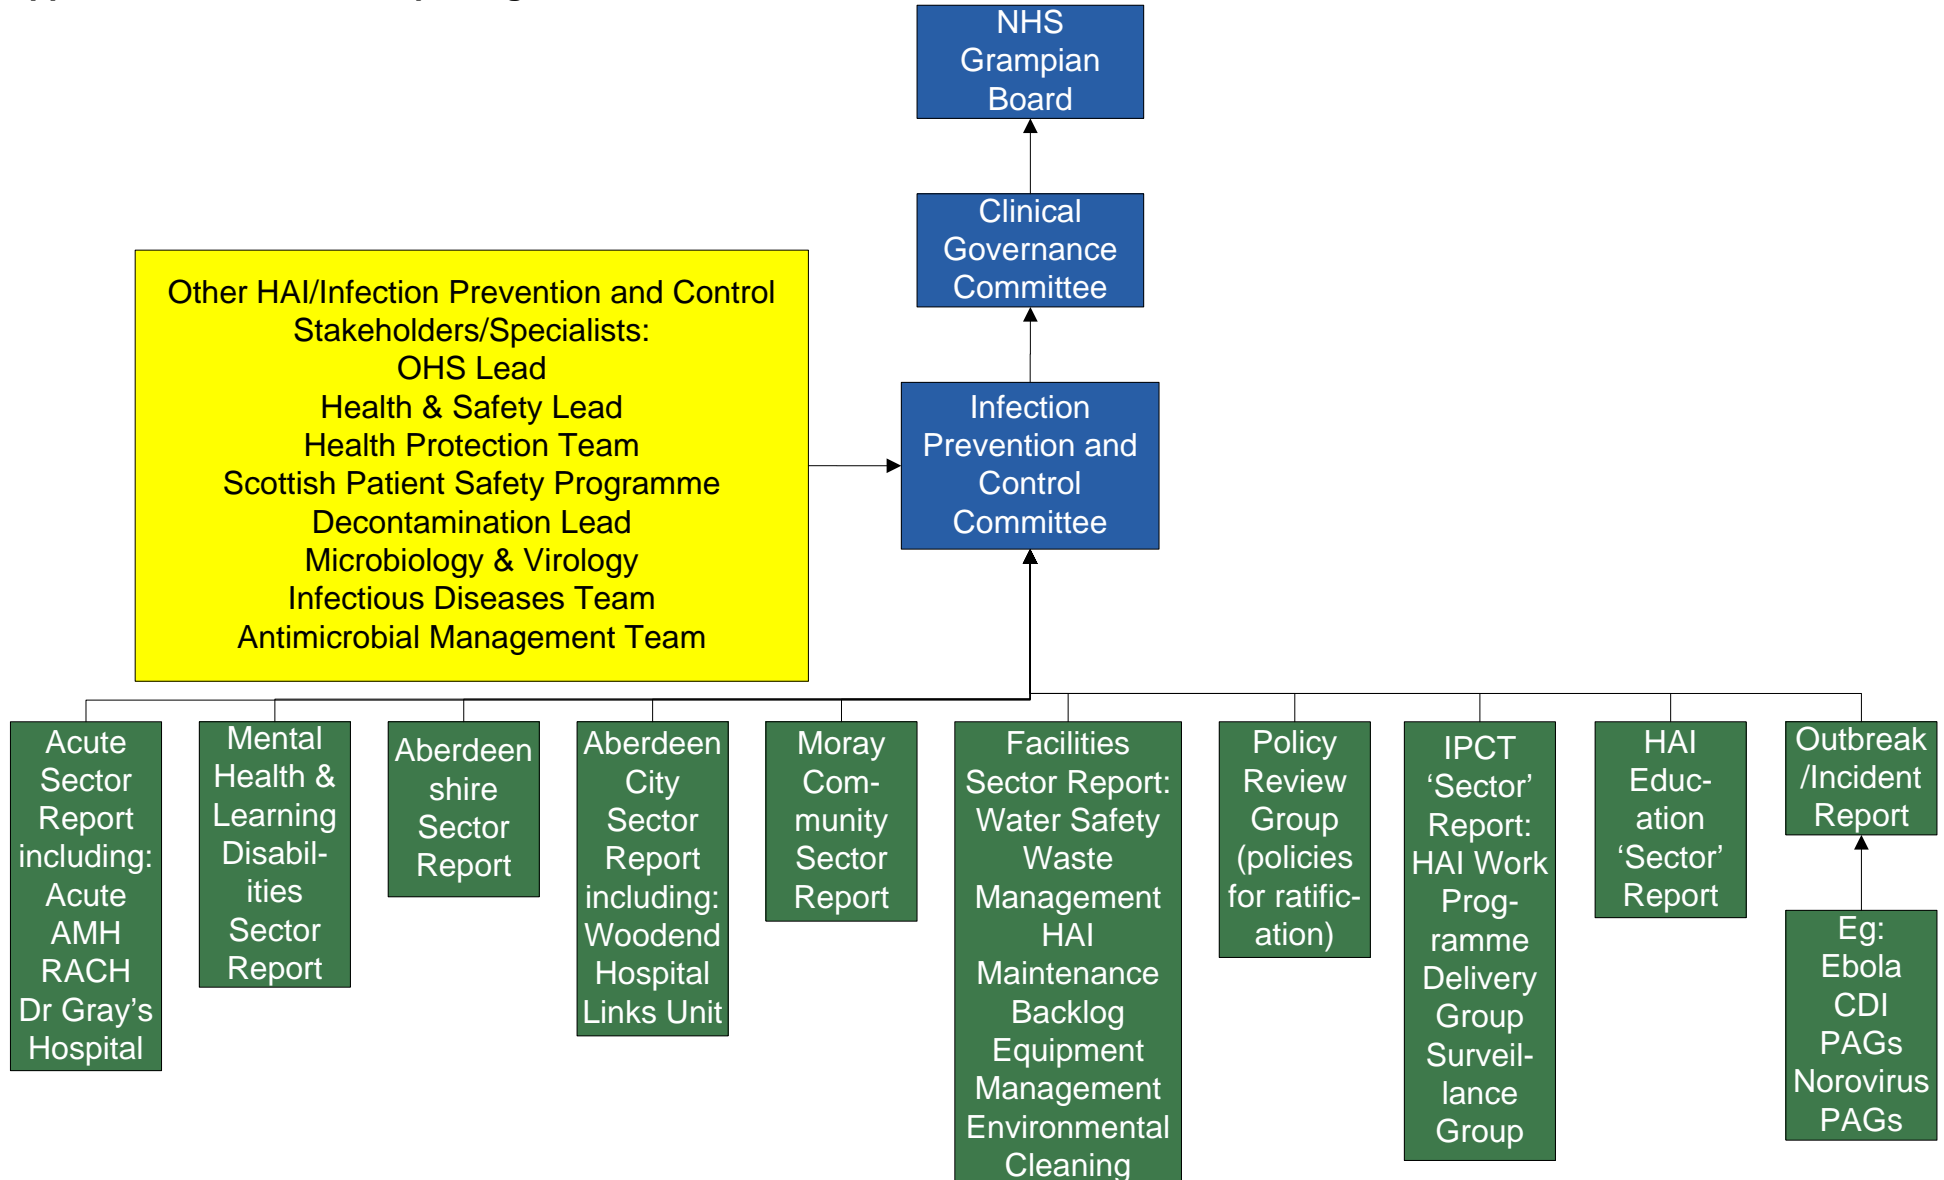 NHS
Grampian
Board
Clinical
Governance
Committee
Other HAI/Infection Prevention and Control
Stakeholders/Specialists:
OHS Lead
Health & Safety Lead
Health Protection Team
Scottish Patient Safety Programme
Decontamination Lead
Microbiology & Virology
Infectious Diseases Team
Antimicrobial Management Team
Infection
Prevention and
Control
Committee
Acute
Sector
Report
including:
Acute
AMH
RACH
Dr Gray’s
Hospital
Mental
Health &
Learning
Disabil-
ities
Sector
Report
Aberdeen
shire
Sector
Report
Aberdeen
City
Sector
Report
including:
Woodend
Hospital
Links Unit
Moray
Com-
munity
Sector
Report
Facilities
Sector Report:
Water Safety
Waste
Management
HAI
Maintenance
Backlog
Equipment
Management
Environmental
Cleaning
Policy
Review
Group
(policies
for ratific-
ation)
IPCT
‘Sector’
Report:
HAI Work
Prog-
ramme
Delivery
Group
Surveil-
lance
Group
HAI
Educ-
ation
‘Sector’
Report
Outbreak
/Incident
Report
Eg:
Ebola
CDI
PAGs
Norovirus
PAGs